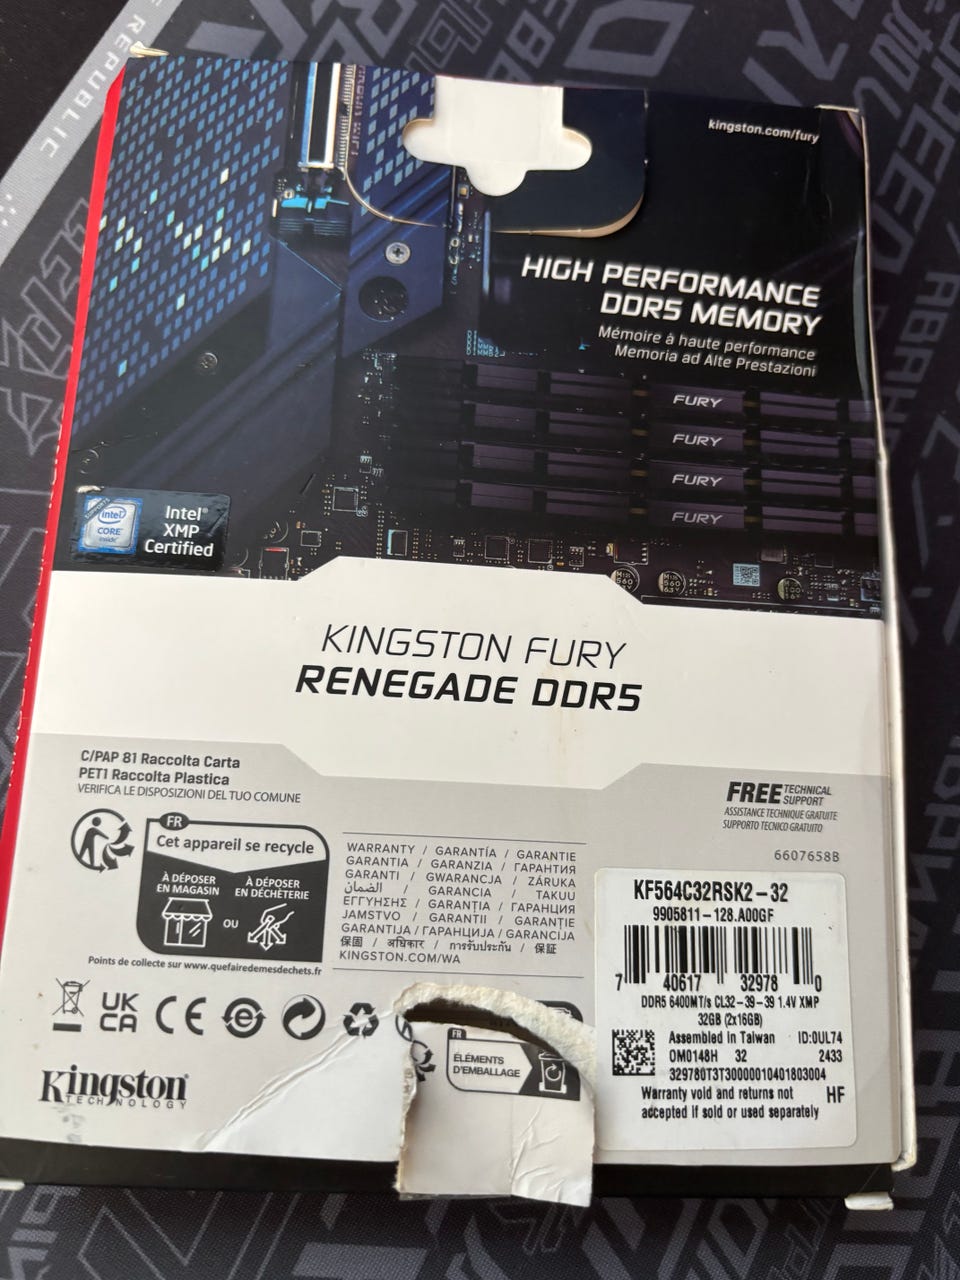 REPUBLIC
kingston.com/fury
HIGH PERFORMANCE
DDR5 MEMORY
Mémoire à haute performance
Memoria ad Alte Prestazioni
FURY
FURY
FURY
FURY
intel
CORE
inside
Intel®
XMP
Certified
KINGSTON FURY
RENEGADE DDR5
C/PAP 81 Raccolta Carta
PET1 Raccolta Plastica
VERIFICA LE DISPOSIZIONI DEL TUO COMUNE
FREE TECHNICAL SUPPORT
ASSISTANCE TECHNIQUE GRATUITE
SUPPORTO TECNICO GRATUITO
6607658B
FR
Cet appareil se recycle
À DÉPOSER
EN MAGASIN
OU
À DÉPOSER
EN DÉCHÈTERIE
Points de collecte sur www.quefairedemesdechets.fr
WARRANTY / GARANTÍA / GARANTIE
GARANTIA / GARANZIA / ГАРАНТИЯ
GARANTI / GWARANCJA / ZÁRUKA
الضمان / GARANCIA / TAKUU
ΕΓΓΥΗΣΗΣ / GARANȚIA / ГАРАНЦИЯ
JAMSTVO / GARANTII / GARANTIE
GARANTIJA / ГАРАНЦИЈА / GARANCIJA
保固 / अधिकार / การรับประกัน / 保証
KINGSTON.COM/WA
UK
CA
CE
FR
ÉLÉMENTS
D'EMBALLAGE
Kingston®
TECHNOLOGY
KF564C32RSK2-32
9905811-128.A00GF
7 40617 32978 0
DDR5 6400MT/s CL32-39-39 1.4V XMP
32GB (2x16GB)
Assembled in Taiwan ID:0UL74
OM0148H 32 2433
329780T3T30000010401803004
Warranty void and returns not
accepted if sold or used separately
HF